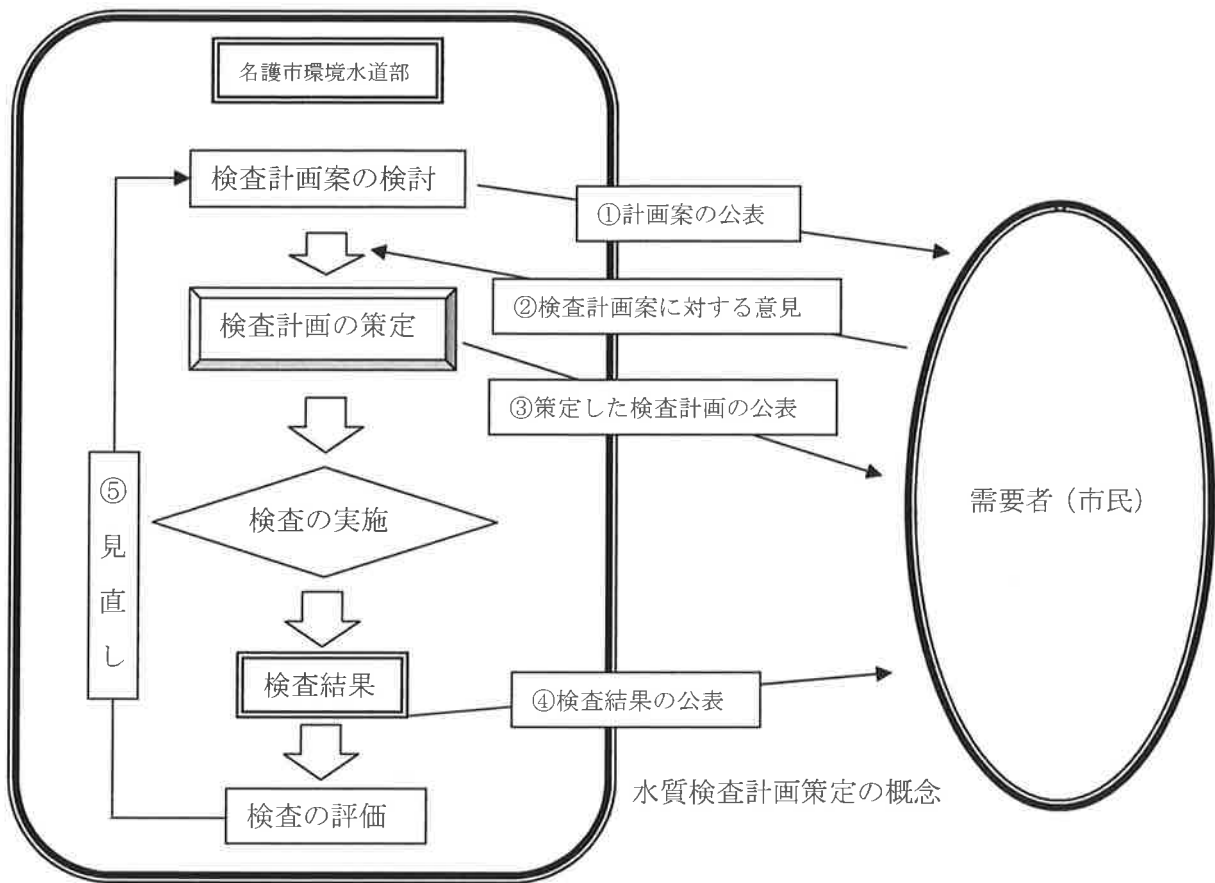 名護市環境水道部
検査計画案の検討
①計画案の公表
②検査計画案に対する意見
検査計画の策定
③策定した検査計画の公表
⑤見直し
検査の実施
需要者（市民）
検査結果
④検査結果の公表
水質検査計画策定の概念
検査の評価